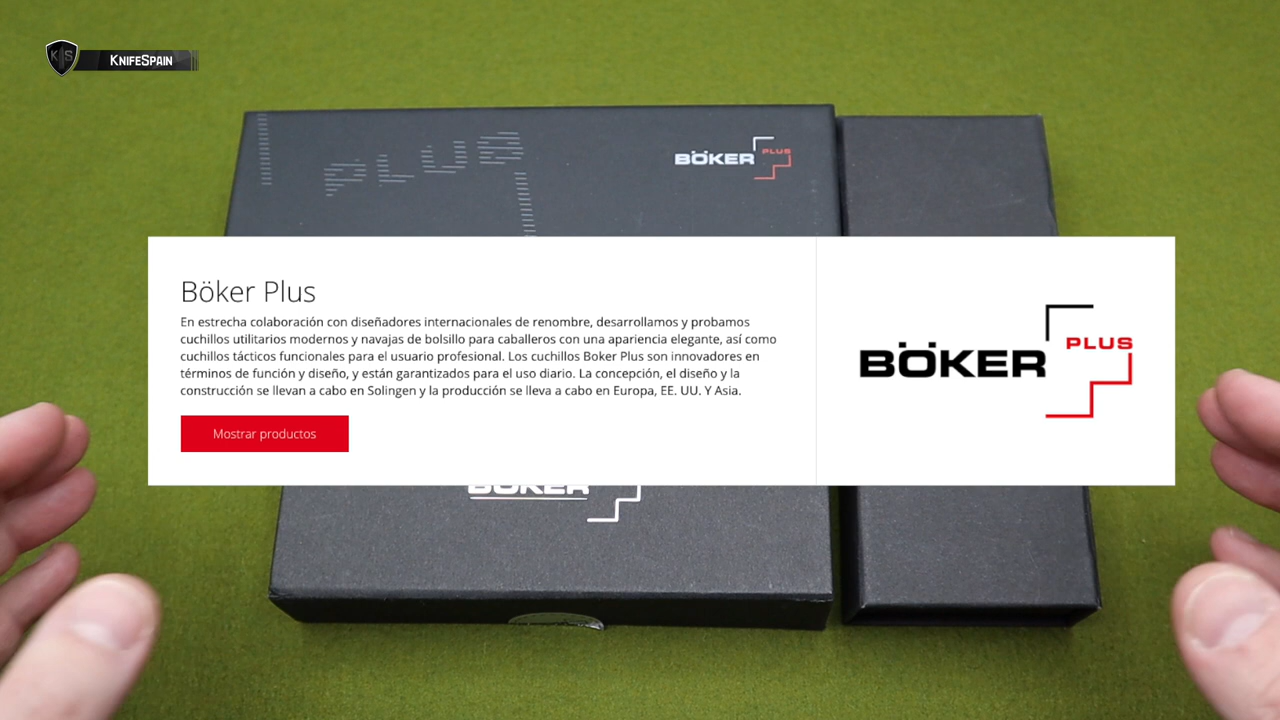 KS
KNIFESPAIN
PLUS
BÖKER PLUS
Böker Plus
En estrecha colaboración con diseñadores internacionales de renombre, desarrollamos y probamos
cuchillos utilitarios modernos y navajas de bolsillo para caballeros con una apariencia elegante, así como
cuchillos tácticos funcionales para el usuario profesional. Los cuchillos Boker Plus son innovadores en
términos de función y diseño, y están garantizados para el uso diario. La concepción, el diseño y la
construcción se llevan a cabo en Solingen y la producción se lleva a cabo en Europa, EE. UU. Y Asia.
Mostrar productos
BÖKER PLUS
BÖKER